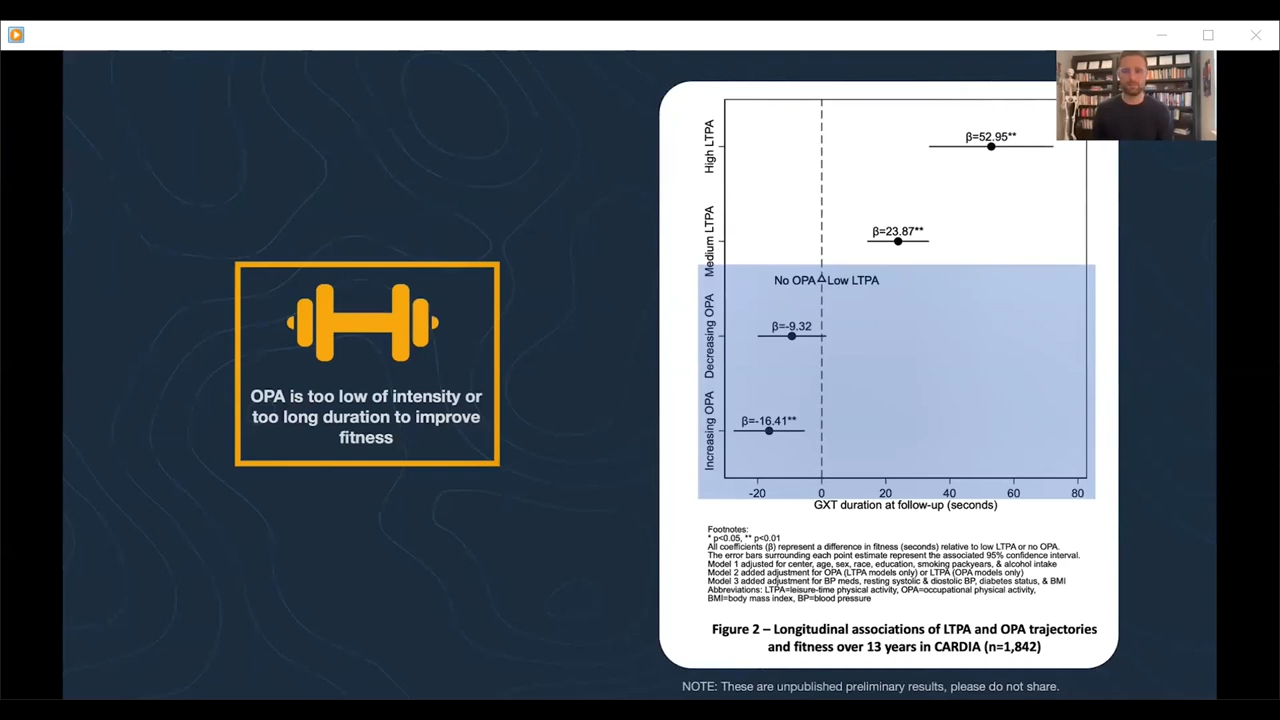 OPA is too low of intensity or
too long duration to improve
fitness
High LTPA
β=52.95**
Medium LTPA
β=23.87**
No OPA Low LTPA
Decreasing OPA
β=-9.32
Increasing OPA
β=-16.41**
-20 0 20 40 60 80
GXT duration at follow-up (seconds)
Footnotes:
* p<0.05, ** p<0.01
All coefficients (β) represent a difference in fitness (seconds) relative to low LTPA or no OPA.
The error bars surrounding each point estimate represent the associated 95% confidence interval.
Model 1 adjusted for center, age, sex, race, education, smoking packyears, & alcohol intake
Model 2 added adjustment for OPA (LTPA models only) or LTPA (OPA models only)
Model 3 added adjustment for BP meds, resting systolic & diostolic BP, diabetes status, & BMI
Abbreviations: LTPA=leisure-time physical activity, OPA=occupational physical activity,
BMI=body mass index, BP=blood pressure
Figure 2 – Longitudinal associations of LTPA and OPA trajectories
and fitness over 13 years in CARDIA (n=1,842)
NOTE: These are unpublished preliminary results, please do not share.